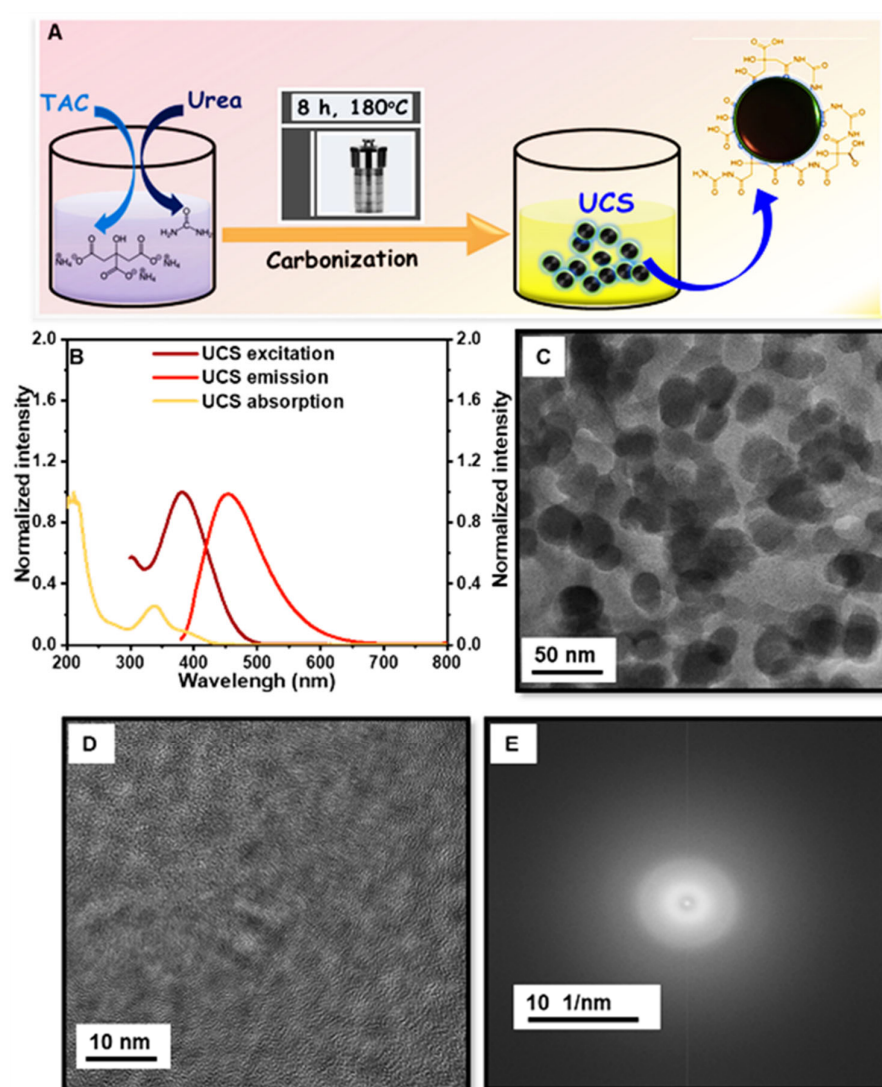 A
TAC
Urea
8 h, 180°C
Carbonization
UCS
B
UCS excitation
UCS emission
UCS absorption
Normalized intensity
Normalized intensity
2.0
1.6
1.2
0.8
0.4
0.0
2.0
1.6
1.2
0.8
0.4
0.0
200 300 400 500 600 700 800
Wavelengh (nm)
C
50 nm
D
10 nm
E
10 1/nm